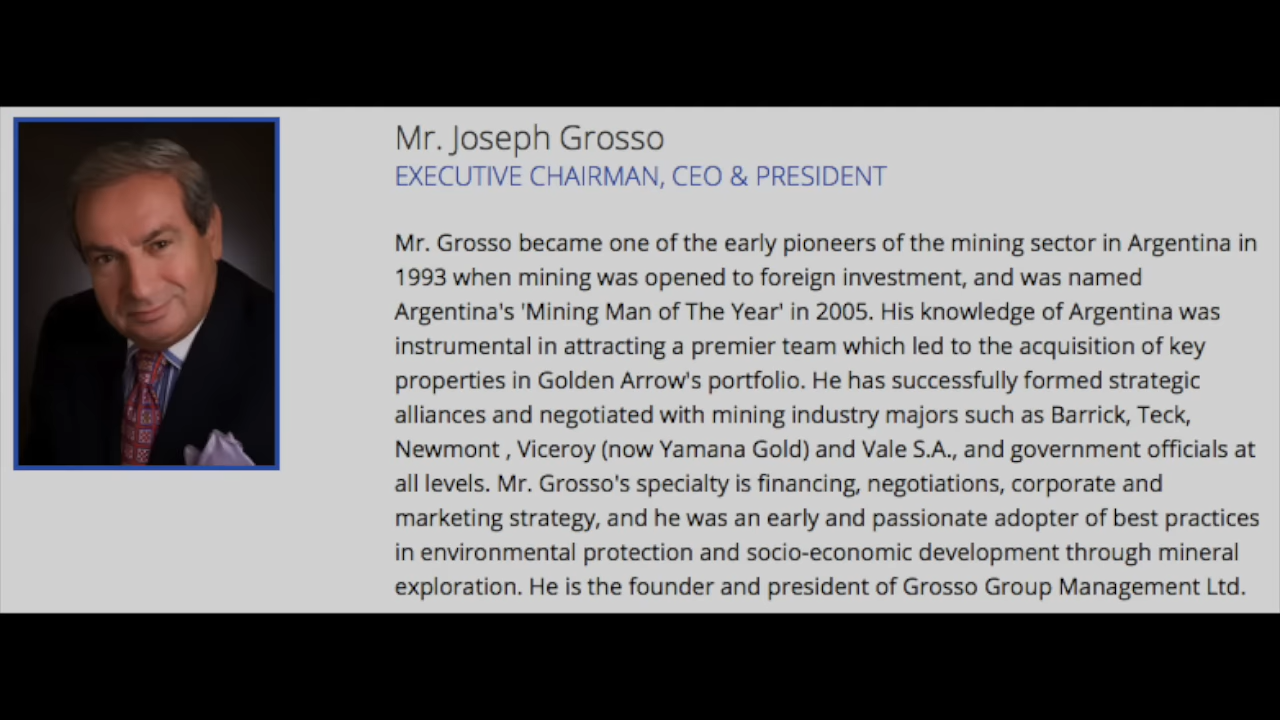 Mr. Joseph Grosso
EXECUTIVE CHAIRMAN, CEO & PRESIDENT
Mr. Grosso became one of the early pioneers of the mining sector in Argentina in
1993 when mining was opened to foreign investment, and was named
Argentina's 'Mining Man of The Year' in 2005. His knowledge of Argentina was
instrumental in attracting a premier team which led to the acquisition of key
properties in Golden Arrow's portfolio. He has successfully formed strategic
alliances and negotiated with mining industry majors such as Barrick, Teck,
Newmont , Viceroy (now Yamana Gold) and Vale S.A., and government officials at
all levels. Mr. Grosso's specialty is financing, negotiations, corporate and
marketing strategy, and he was an early and passionate adopter of best practices
in environmental protection and socio-economic development through mineral
exploration. He is the founder and president of Grosso Group Management Ltd.